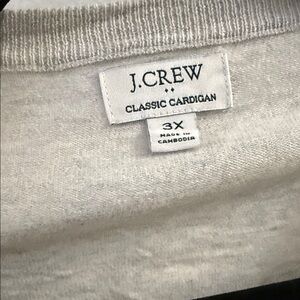 J.CREW
CLASSIC CARDIGAN
3X
MADE IN
CAMBODIA